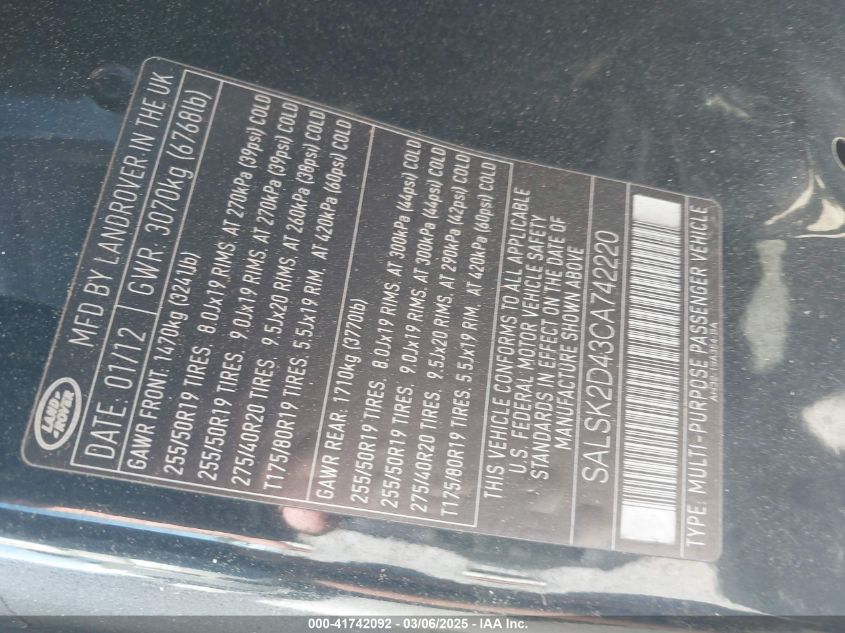 LAND ROVER
MFD BY LANDROVER IN THE UK
DATE: 01/12 GWR: 3070kg (6768lb)
GAWR FRONT: 1470kg (3241lb)
255/50R19 TIRES, 8.0Jx19 RIMS, AT 270kPa (39psi) COLD
255/50R19 TIRES, 9.0Jx19 RIMS, AT 270kPa (39psi) COLD
275/40R20 TIRES, 9.5Jx20 RIMS, AT 260kPa (38psi) COLD
T175/80R19 TIRES, 5.5Jx19 RIM, AT 420kPa (60psi) COLD
GAWR REAR: 1710kg (3770lb)
255/50R19 TIRES, 8.0Jx19 RIMS, AT 300kPa (44psi) COLD
255/50R19 TIRES, 9.0Jx19 RIMS, AT 300kPa (44psi) COLD
275/40R20 TIRES, 9.5Jx20 RIMS, AT 290kPa (42psi) COLD
T175/80R19 TIRES, 5.5Jx19 RIM, AT 420kPa (60psi) COLD
THIS VEHICLE CONFORMS TO ALL APPLICABLE
U.S. FEDERAL MOTOR VEHICLE SAFETY
STANDARDS IN EFFECT ON THE DATE OF
MANUFACTURE SHOWN ABOVE
SALSK2D43CA742220
TYPE: MULTI-PURPOSE PASSENGER VEHICLE
000-41742092 — 03/06/2025 — IAA Inc.